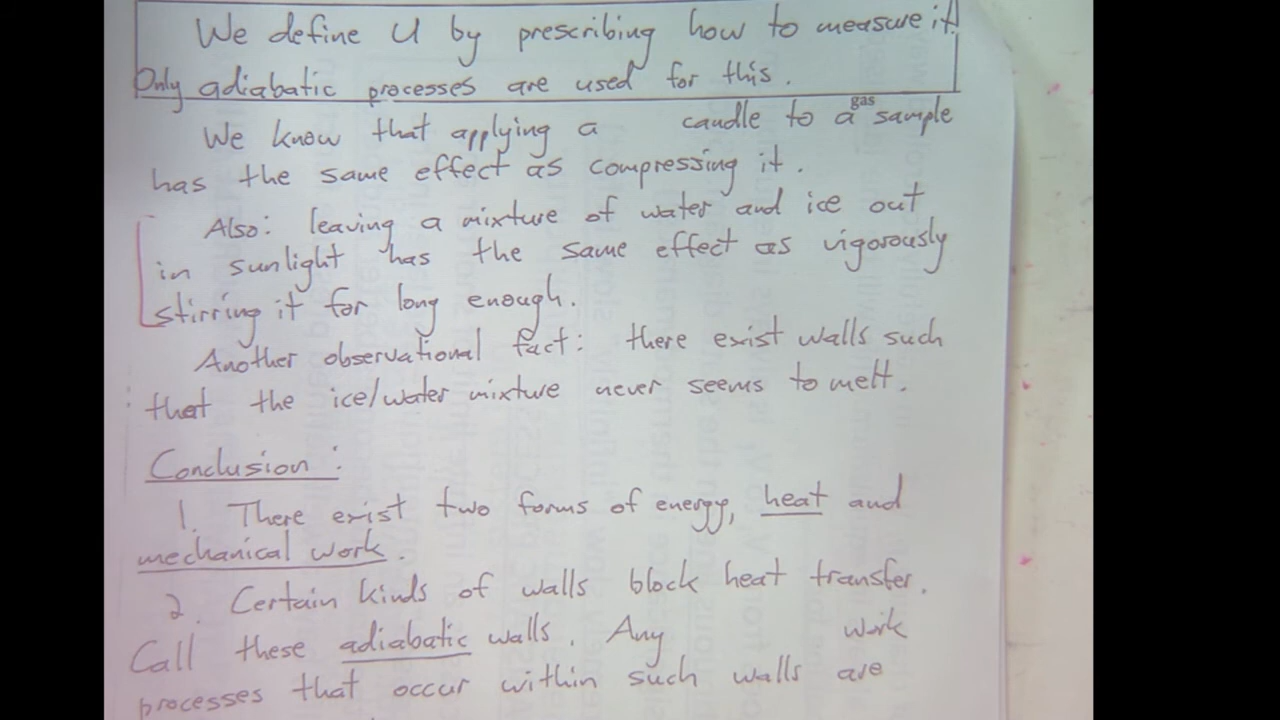 We define U by prescribing how to measure it!
Only adiabatic processes are used for this.
We know that applying a candle to a gas sample
has the same effect as compressing it.
Also: leaving a mixture of water and ice out
in sunlight has the same effect as vigorously
stirring it for long enough.
Another observational fact: there exist walls such
that the ice/water mixture never seems to melt.
Conclusion:
1. There exist two forms of energy, heat and
mechanical work.
2. Certain kinds of walls block heat transfer.
Call these adiabatic walls. Any work
processes that occur within such walls are